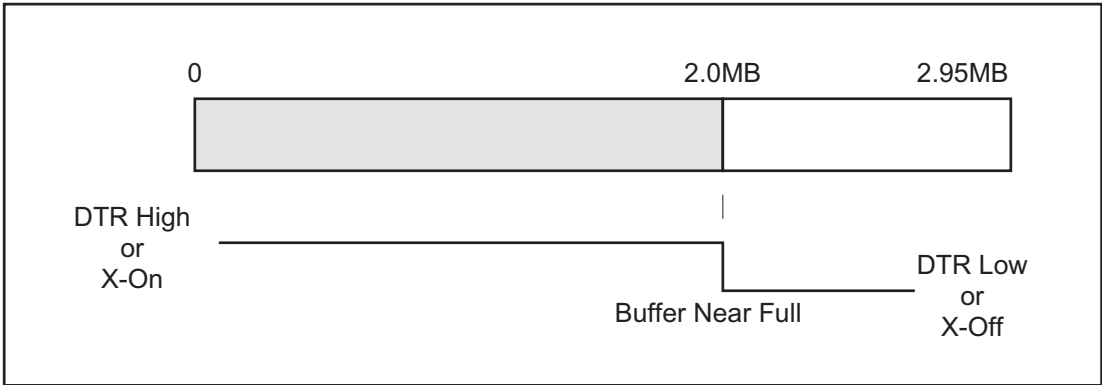 0
2.0MB
2.95MB
DTR High
or
X-On
Buffer Near Full
DTR Low
or
X-Off